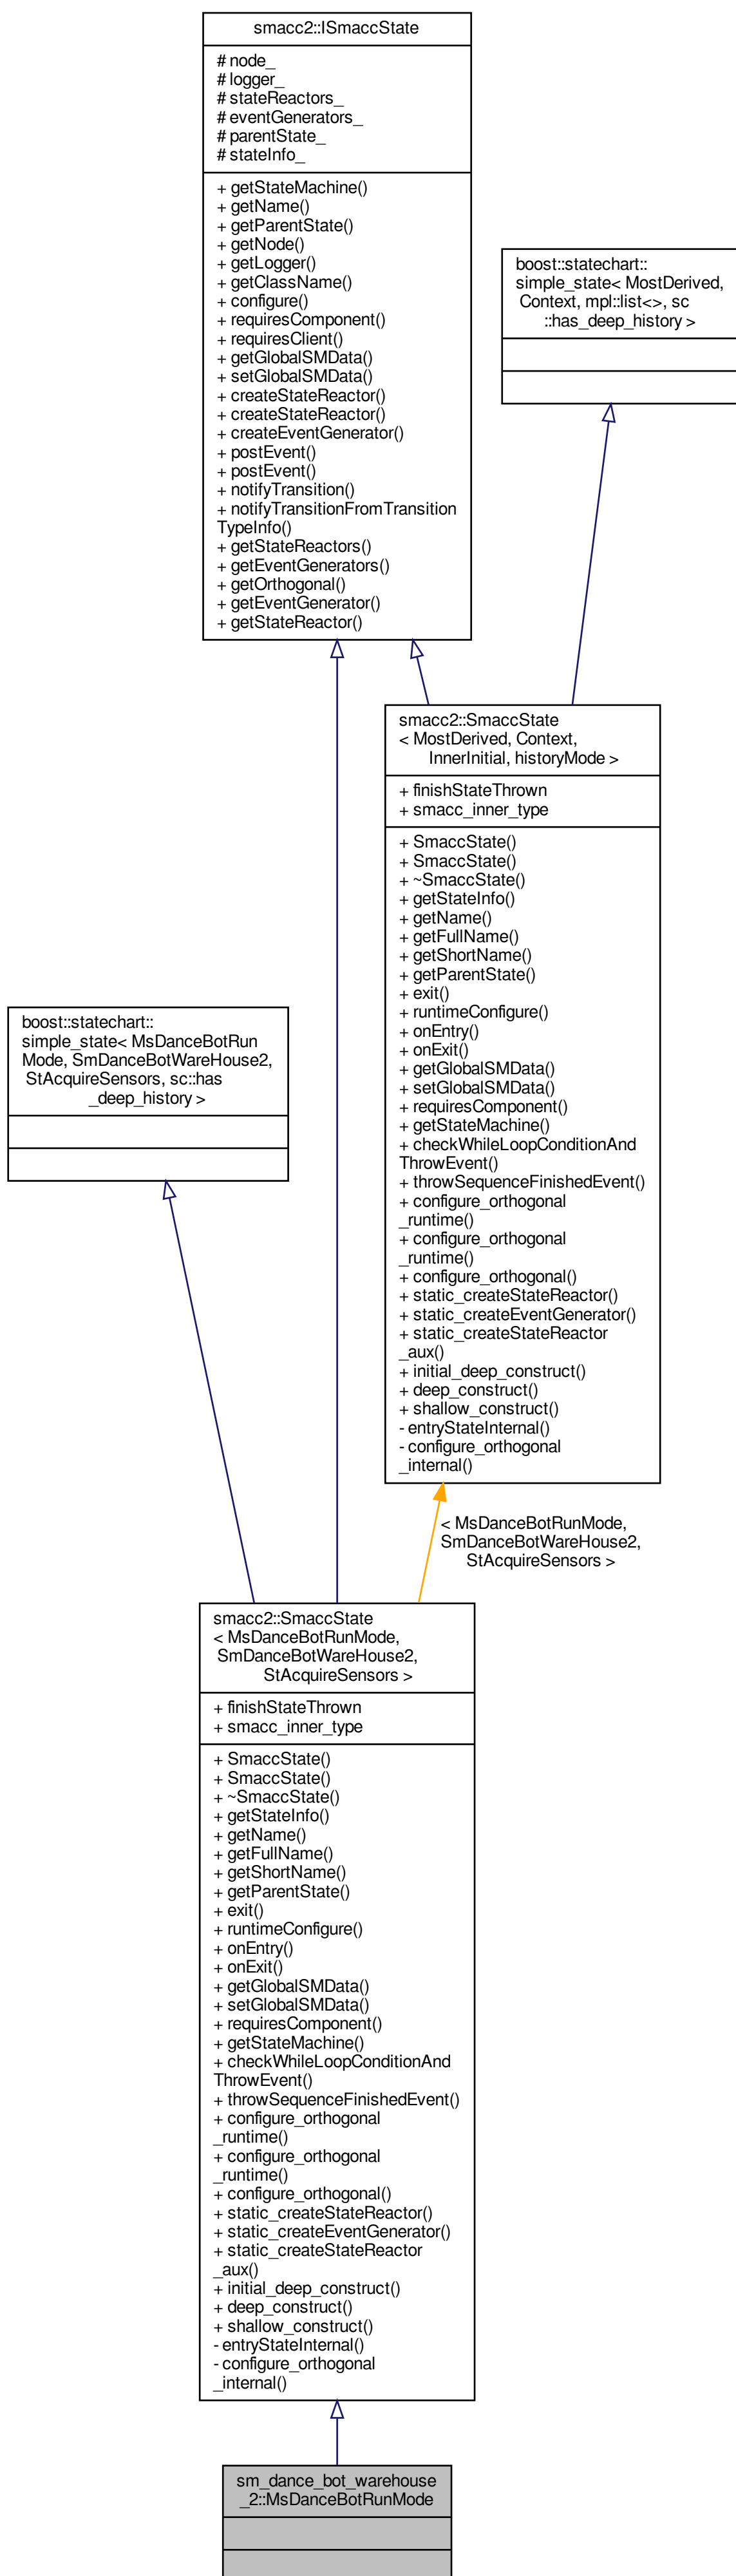 smacc2::ISmaccState
# node_
# logger_
# stateReactors_
# eventGenerators_
# parentState_
# stateInfo_
+ getStateMachine()
+ getName()
+ getParentState()
+ getNode()
+ getLogger()
+ getClassName()
+ configure()
+ requiresComponent()
+ requiresClient()
+ getGlobalSMData()
+ setGlobalSMData()
+ createStateReactor()
+ createStateReactor()
+ createEventGenerator()
+ postEvent()
+ postEvent()
+ notifyTransition()
+ notifyTransitionFromTransition
TypeInfo()
+ getStateReactors()
+ getEventGenerators()
+ getOrthogonal()
+ getEventGenerator()
+ getStateReactor()
boost::statechart::
simple_state< MostDerived,
Context, mpl::list<>, sc
::has_deep_history >
smacc2::SmaccState
< MostDerived, Context,
InnerInitial, historyMode >
+ finishStateThrown
+ smacc_inner_type
+ SmaccState()
+ SmaccState()
+ ~SmaccState()
+ getStateInfo()
+ getName()
+ getFullName()
+ getShortName()
+ getParentState()
+ exit()
+ runtimeConfigure()
+ onEntry()
+ onExit()
+ getGlobalSMData()
+ setGlobalSMData()
+ requiresComponent()
+ getStateMachine()
+ checkWhileLoopConditionAnd
ThrowEvent()
+ throwSequenceFinishedEvent()
+ configure_orthogonal
_runtime()
+ configure_orthogonal
_runtime()
+ configure_orthogonal()
+ static_createStateReactor()
+ static_createEventGenerator()
+ static_createStateReactor
_aux()
+ initial_deep_construct()
+ deep_construct()
+ shallow_construct()
- entryStateInternal()
- configure_orthogonal
_internal()
boost::statechart::
simple_state< MsDanceBotRun
Mode, SmDanceBotWareHouse2,
StAcquireSensors, sc::has
_deep_history >
< MsDanceBotRunMode,
SmDanceBotWareHouse2,
StAcquireSensors >
smacc2::SmaccState
< MsDanceBotRunMode,
SmDanceBotWareHouse2,
StAcquireSensors >
+ finishStateThrown
+ smacc_inner_type
+ SmaccState()
+ SmaccState()
+ ~SmaccState()
+ getStateInfo()
+ getName()
+ getFullName()
+ getShortName()
+ getParentState()
+ exit()
+ runtimeConfigure()
+ onEntry()
+ onExit()
+ getGlobalSMData()
+ setGlobalSMData()
+ requiresComponent()
+ getStateMachine()
+ checkWhileLoopConditionAnd
ThrowEvent()
+ throwSequenceFinishedEvent()
+ configure_orthogonal
_runtime()
+ configure_orthogonal
_runtime()
+ configure_orthogonal()
+ static_createStateReactor()
+ static_createEventGenerator()
+ static_createStateReactor
_aux()
+ initial_deep_construct()
+ deep_construct()
+ shallow_construct()
- entryStateInternal()
- configure_orthogonal
_internal()
sm_dance_bot_warehouse
_2::MsDanceBotRunMode